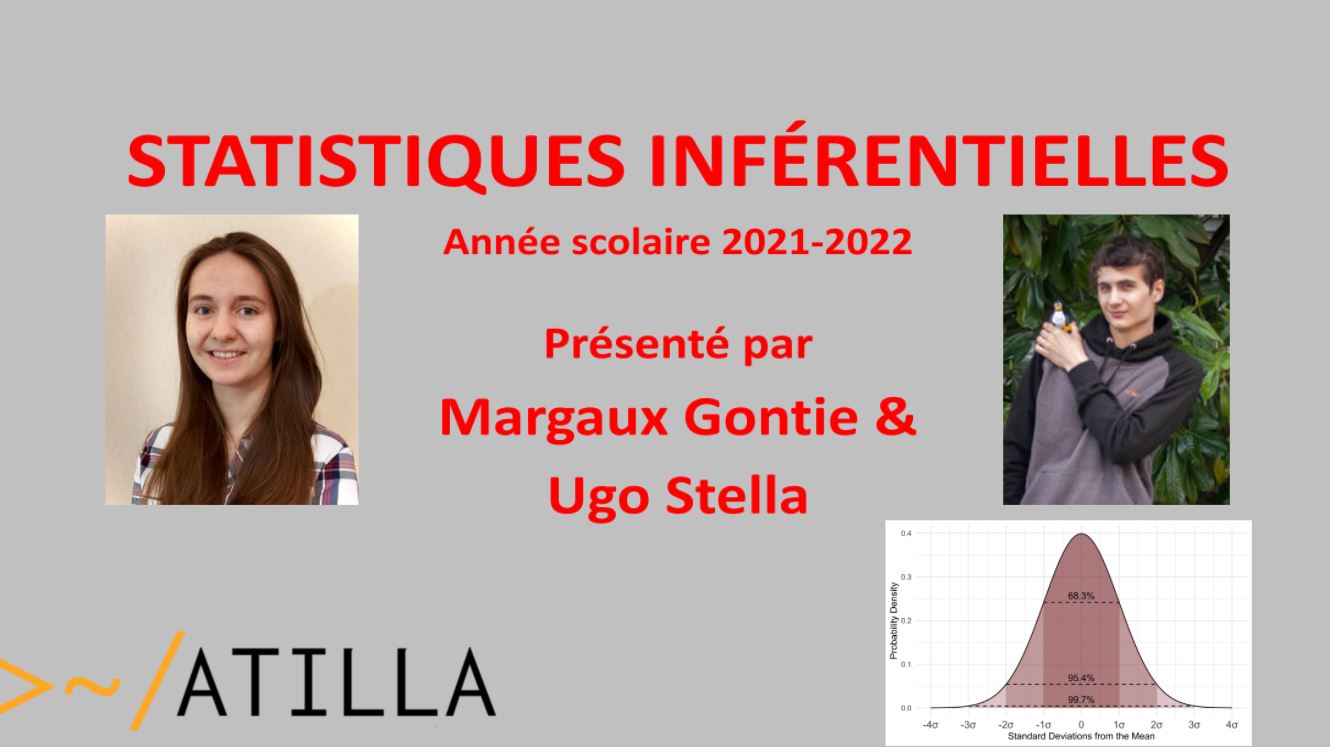 STATISTIQUES INFÉRENTIELLES
Année scolaire 2021-2022
Présenté par
Margaux Gontie &
Ugo Stella
>~/ATILLA
Probability Density
0.4
0.3
0.2
0.1
0.0
68.3%
95.4%
99.7%
-4σ -3σ -2σ -1σ 0 1σ 2σ 3σ 4σ
Standard Deviations from the Mean